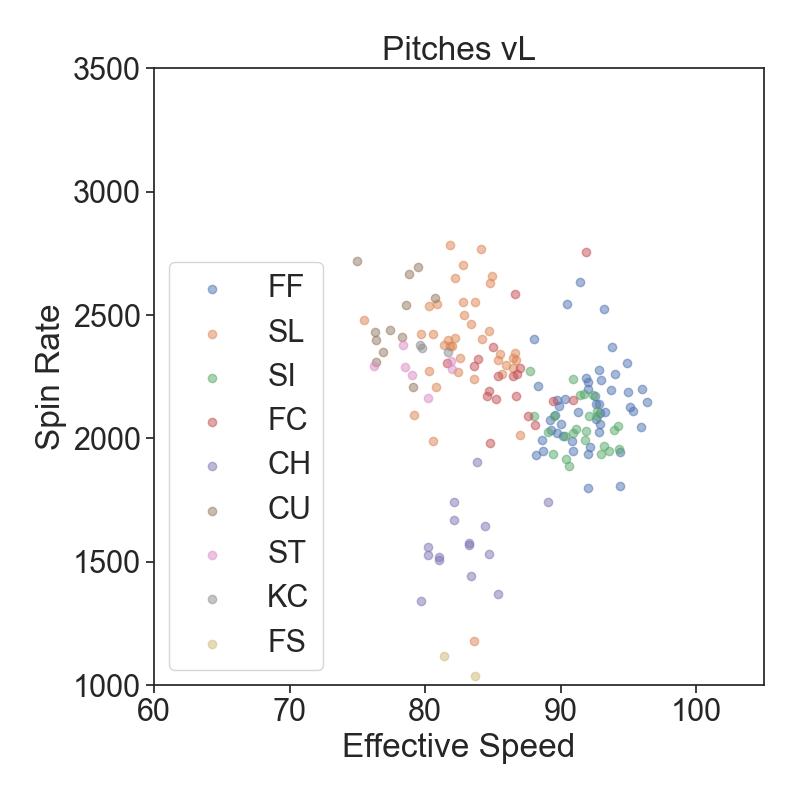 Pitches vL
3500
3000
2500
2000
1500
1000
Spin Rate
FF
SL
SI
FC
CH
CU
ST
KC
FS
60 70 80 90 100
Effective Speed